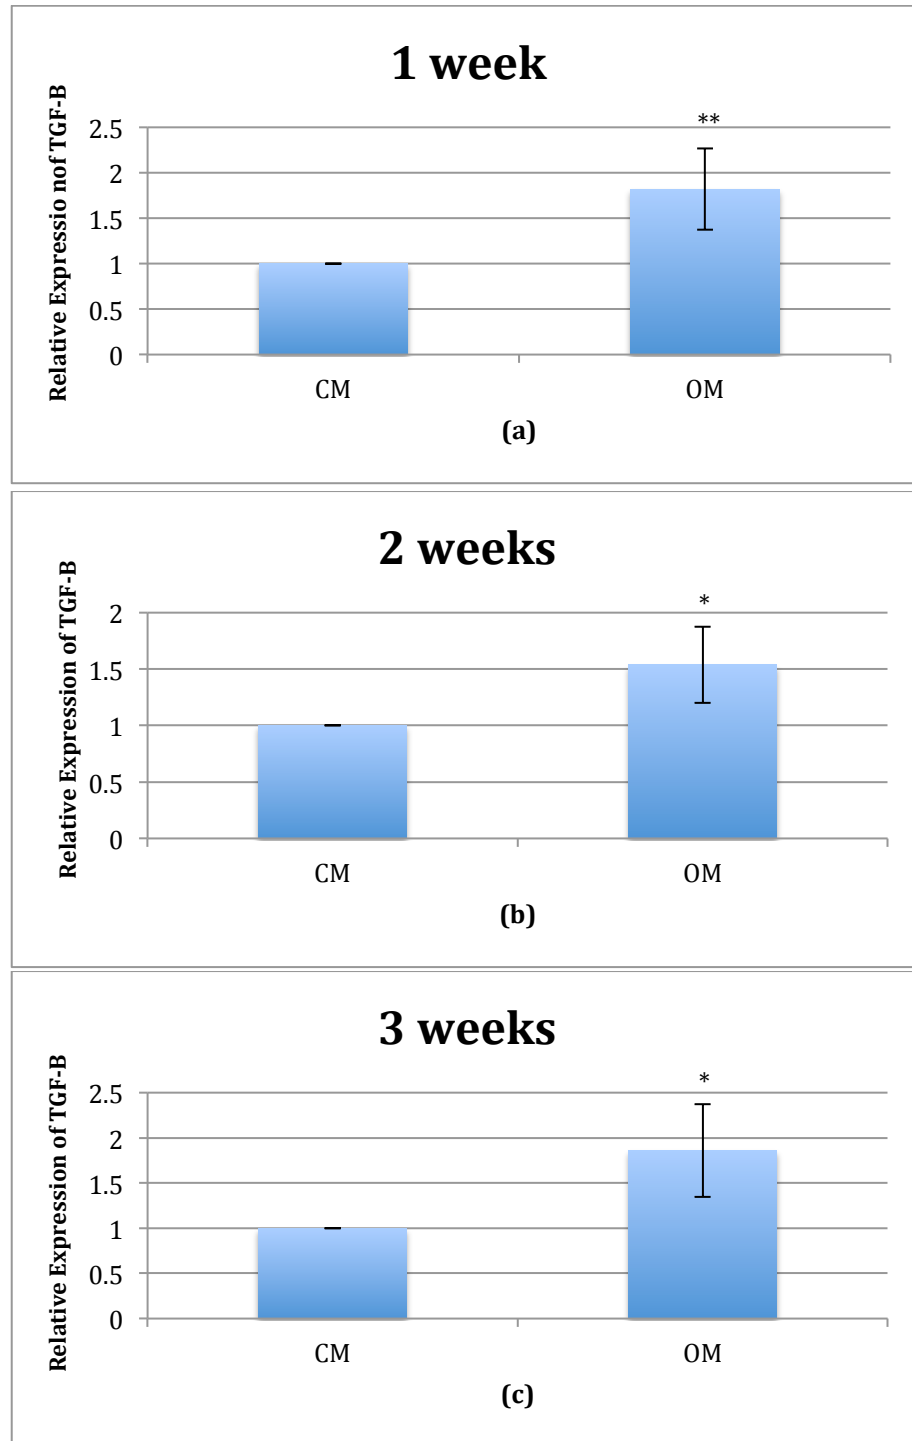 1 week
Relative Expressio nof TGF-B
2.5
2
1.5
1
0.5
0
**
CM
OM
(a)
2 weeks
Relative Expression of TGF-B
2
1.5
1
0.5
0
*
CM
OM
(b)
3 weeks
Relative Expression of TGF-B
2.5
2
1.5
1
0.5
0
*
CM
OM
(c)